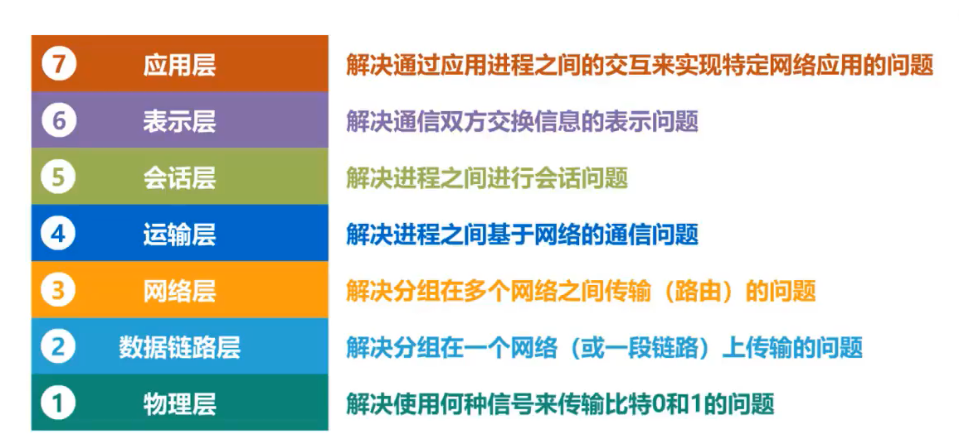 7 应用层 解决通过应用进程之间的交互来实现特定网络应用的问题
6 表示层 解决通信双方交换信息的表示问题
5 会话层 解决进程之间进行会话问题
4 运输层 解决进程之间基于网络的通信问题
3 网络层 解决分组在多个网络之间传输（路由）的问题
2 数据链路层 解决分组在一个网络（或一段链路）上传输的问题
1 物理层 解决使用何种信号来传输比特0和1的问题